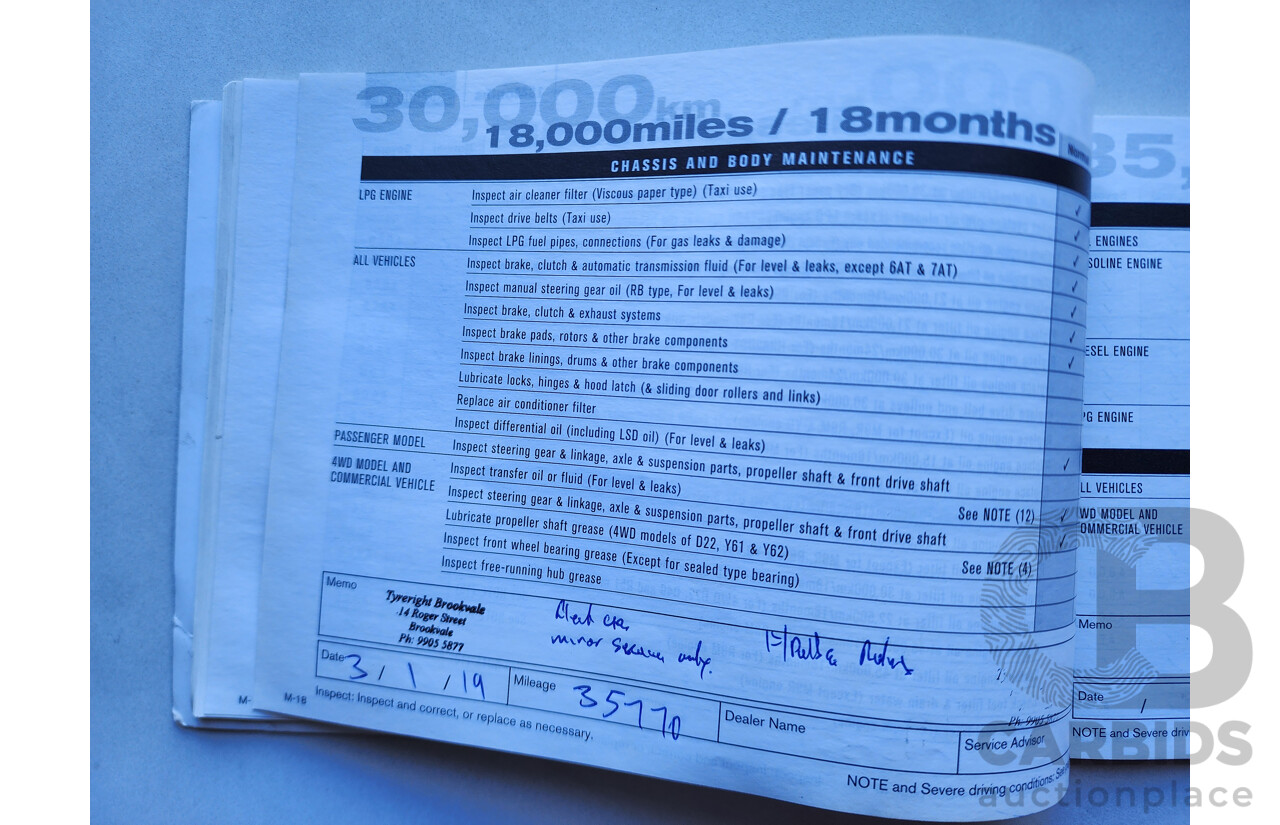 30,000km
18,000miles / 18months
CHASSIS AND BODY MAINTENANCE
LPG ENGINE
Inspect air cleaner filter (Viscous paper type) (Taxi use)
Inspect drive belts (Taxi use)
Inspect LPG fuel pipes, connections (For gas leaks & damage)
ALL VEHICLES
Inspect brake, clutch & automatic transmission fluid (For level & leaks, except 6AT & 7AT)
Inspect manual steering gear oil (RB type, For level & leaks)
Inspect brake, clutch & exhaust systems
Inspect brake pads, rotors & other brake components
Inspect brake linings, drums & other brake components
Lubricate locks, hinges & hood latch (& sliding door rollers and links)
Replace air conditioner filter
Inspect differential oil (including LSD oil) (For level & leaks)
PASSENGER MODEL
Inspect steering gear & linkage, axle & suspension parts, propeller shaft & front drive shaft
4WD MODEL AND
COMMERCIAL VEHICLE
Inspect transfer oil or fluid (For level & leaks)
See NOTE (12)
Inspect steering gear & linkage, axle & suspension parts, propeller shaft & front drive shaft
Lubricate propeller shaft grease (4WD models of D22, Y61 & Y62)
See NOTE (4)
Inspect front wheel bearing grease (Except for sealed type bearing)
Inspect free-running hub grease
Memo
Tyreright Brookvale
14 Roger Street
Brookvale
Ph: 9905 5877
minor service only.
Date 3 / 1 / 19
Mileage 35770
Dealer Name
Service Advisor
M-16
Inspect: Inspect and correct, or replace as necessary.
NOTE and Severe driving conditions:
M-
35,
ENGINES
SOLINE ENGINE
ESEL ENGINE
PG ENGINE
LL VEHICLES
WD MODEL AND
OMMERCIAL VEHICLE
Memo
Date /
NOTE and Severe driv
CB
CARBIDS
auctionplace